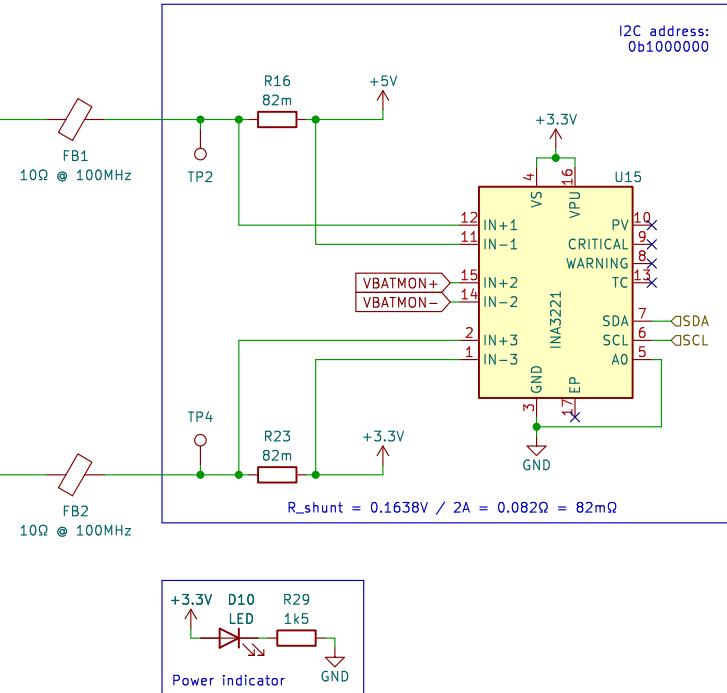 I2C address:
0b1000000
R16
82m
+5V
+3.3V
FB1
10Ω @ 100MHz
TP2
U15
4
16
VS
VPU
12
IN+1
PV
10
11
IN-1
CRITICAL
9
WARNING
8
VBATMON+
15
IN+2
TC
13
VBATMON-
14
IN-2
INA3221
SDA
7
SDA
2
IN+3
SCL
6
SCL
1
IN-3
A0
5
GND
EP
3
17
GND
TP4
R23
82m
+3.3V
FB2
10Ω @ 100MHz
R_shunt = 0.1638V / 2A = 0.082Ω = 82mΩ
+3.3V
D10
LED
R29
1k5
GND
Power indicator